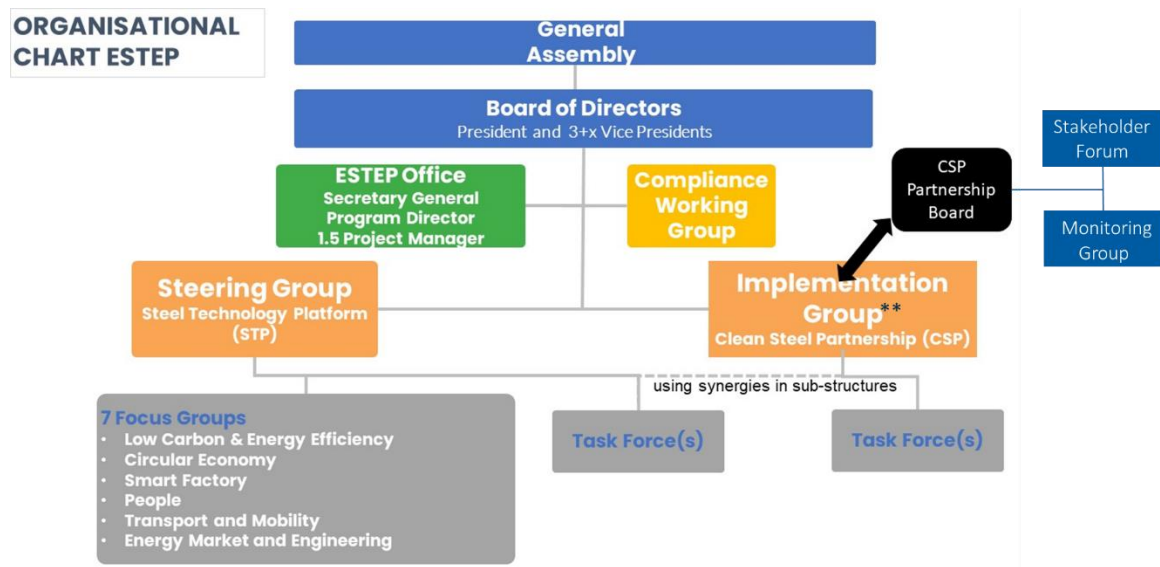 ORGANISATIONAL
CHART ESTEP
General
Assembly
Board of Directors
President and 3+x Vice Presidents
ESTEP Office
Secretary General
Program Director
1.5 Project Manager
Compliance
Working
Group
CSP
Partnership
Board
Stakeholder
Forum
Monitoring
Group
Steering Group
Steel Technology Platform
(STP)
Implementation
Group**
Clean Steel Partnership (CSP)
using synergies in sub-structures
7 Focus Groups
• Low Carbon & Energy Efficiency
• Circular Economy
• Smart Factory
• People
• Transport and Mobility
• Energy Market and Engineering
Task Force(s)
Task Force(s)